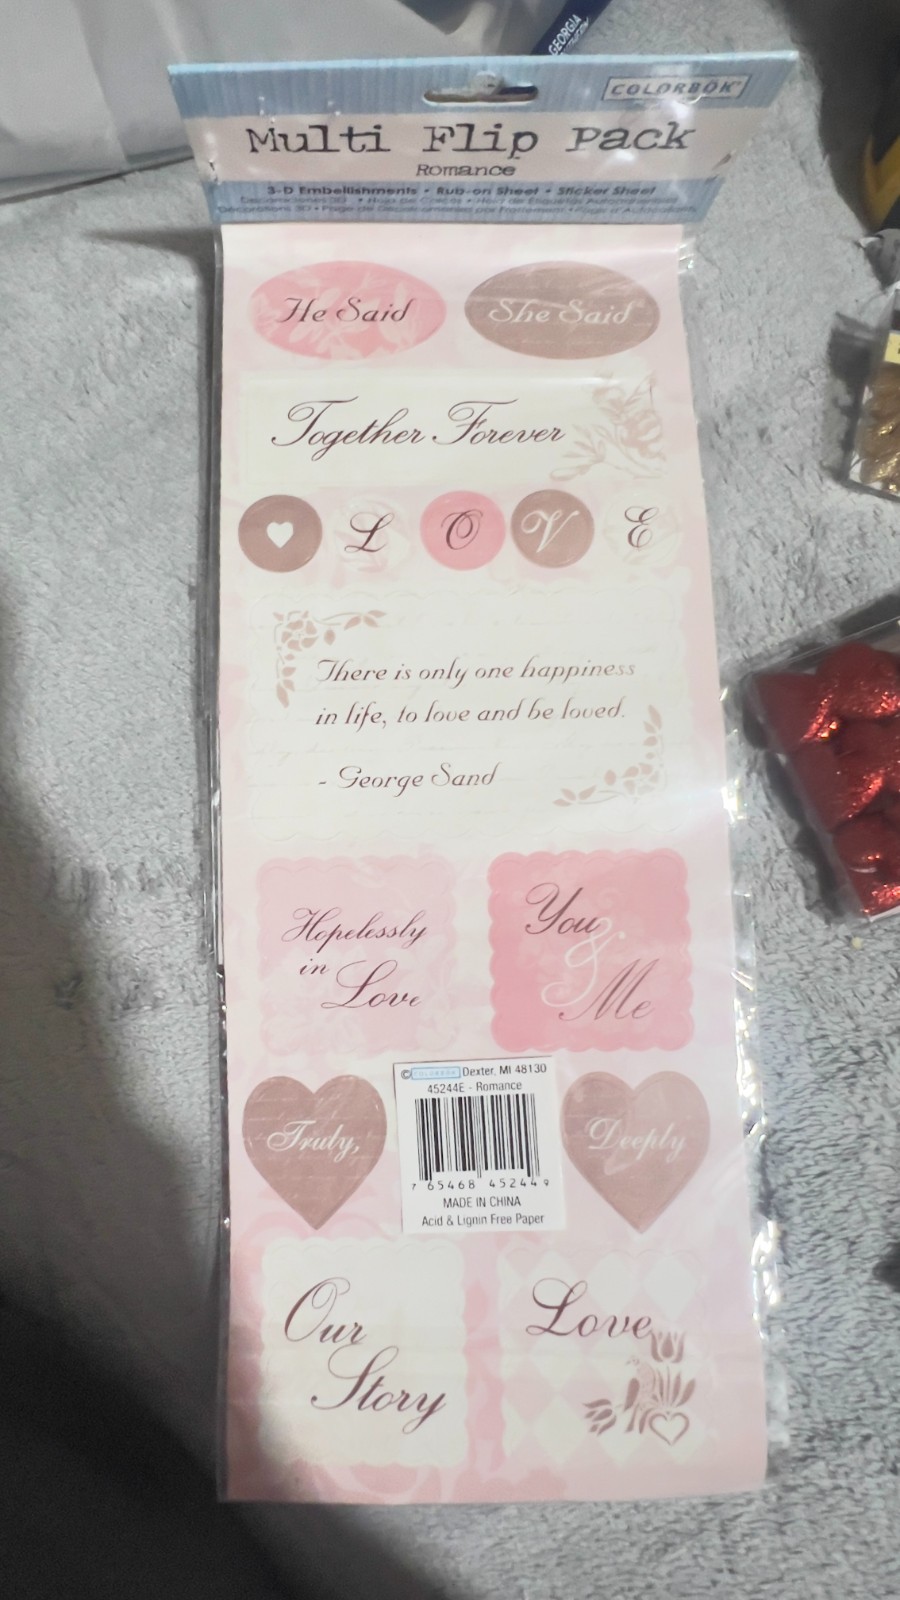 GEORGIA
COLORBOK
Multi Flip Pack
Romance
3-D Embellishments • Rub-on Sheet • Sticker Sheet
He Said
She Said
Together Forever
L O V E
There is only one happiness
in life, to love and be loved.
- George Sand
Hopelessly
in
Love
You
&
Me
© COLORBOK Dexter, MI 48130
45244E - Romance
7 65468 45244 9
MADE IN CHINA
Acid & Lignin Free Paper
Truly,
Deeply
Our
Story
Love